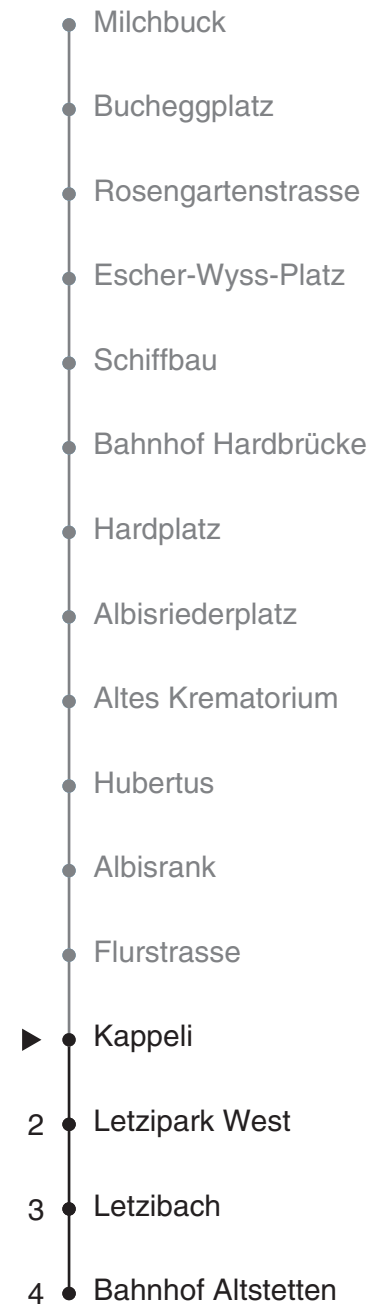 Milchbuck
Bucheggplatz
Rosengartenstrasse
Escher-Wyss-Platz
Schiffbau
Bahnhof Hardbrücke
Hardplatz
Albisriederplatz
Altes Krematorium
Hubertus
Albisrank
Flurstrasse
Kappeli
2 Letzipark West
3 Letzibach
4 Bahnhof Altstetten